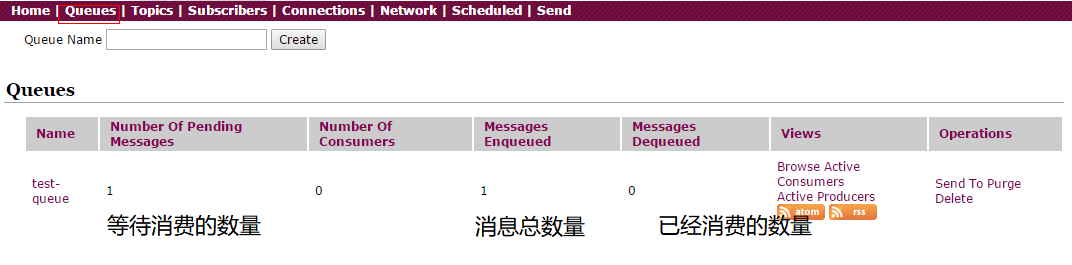 Home | Queues | Topics | Subscribers | Connections | Network | Scheduled | Send
Queue Name Create
Queues
Name Number Of Pending Messages Number Of Consumers Messages Enqueued Messages Dequeued Views Operations
test-queue 1 0 1 0 Browse Active Consumers Send To Purge
Active Producers Delete
atom rss
等待消费的数量 消息总数量 已经消费的数量